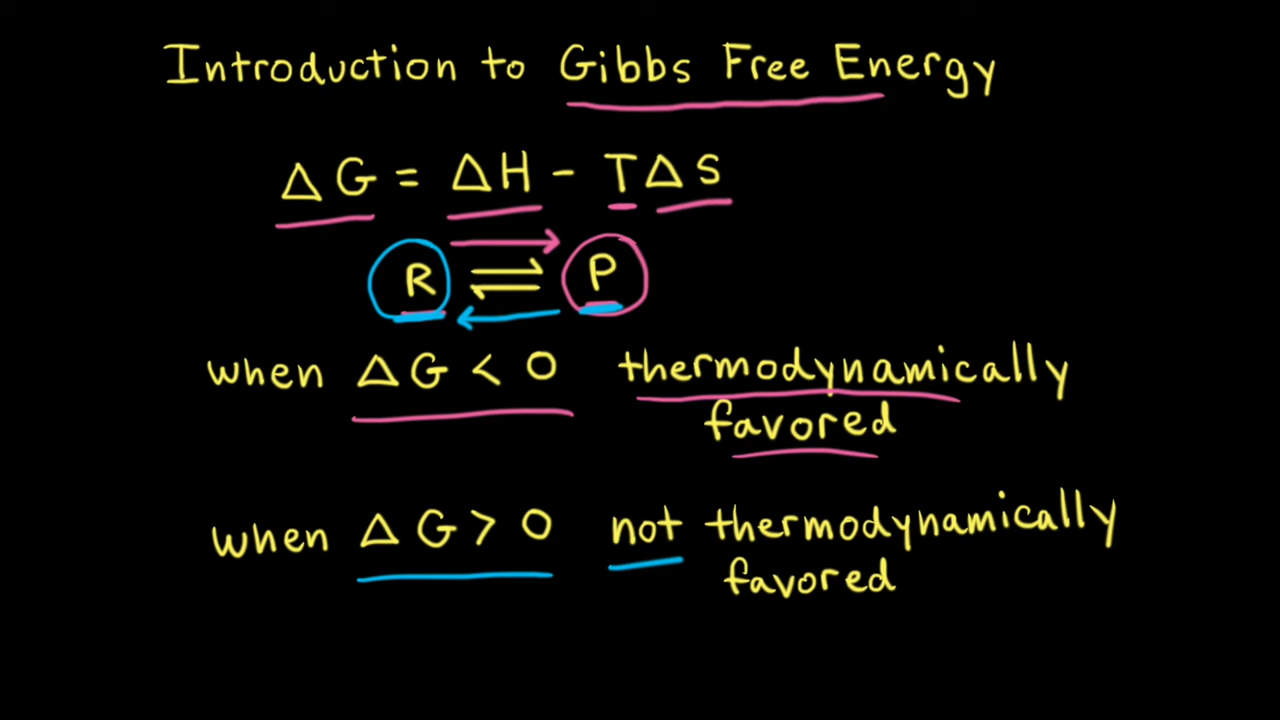 Introduction to Gibbs Free Energy
ΔG = ΔH - TΔS
R ⇌ P
when ΔG < 0 thermodynamically
favored
when ΔG > 0 not thermodynamically
favored